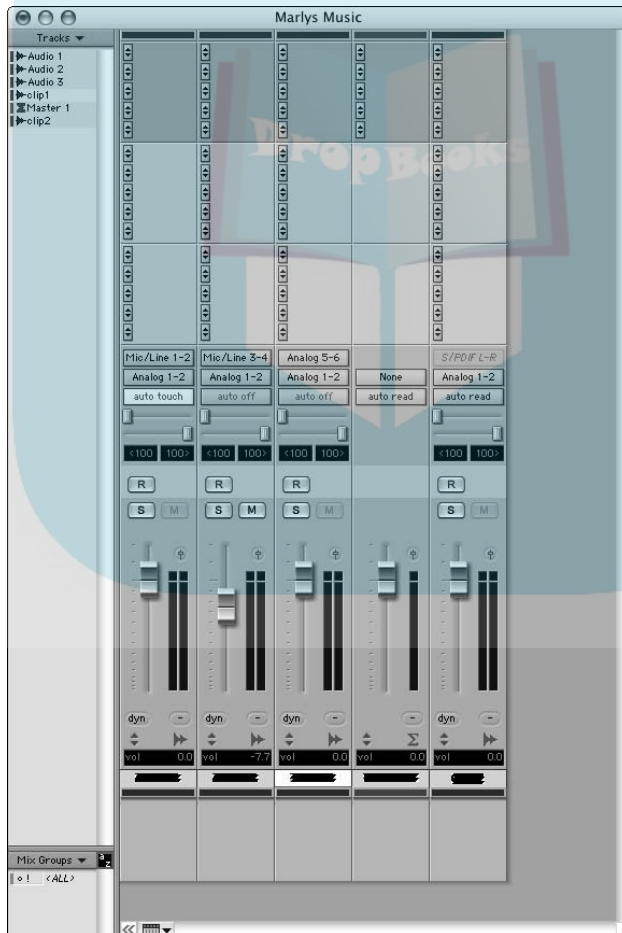 Marlys Music
Tracks
Audio 1
Audio 2
Audio 3
clip1
Master 1
clip2
DropBooks
Mic/Line 1-2 Mic/Line 3-4 Analog 5-6 S/PDIF L-R
Analog 1-2 Analog 1-2 Analog 1-2 None Analog 1-2
auto touch auto off auto off auto read auto read
<100 100> <100 100> <100 100> <100 100>
R R R R
S M S M S M S M
dyn - dyn - dyn - - dyn -
Σ
vol 0.0 vol -7.7 vol 0.0 vol 0.0 vol 0.0
Mix Groups a z
o ! <ALL>